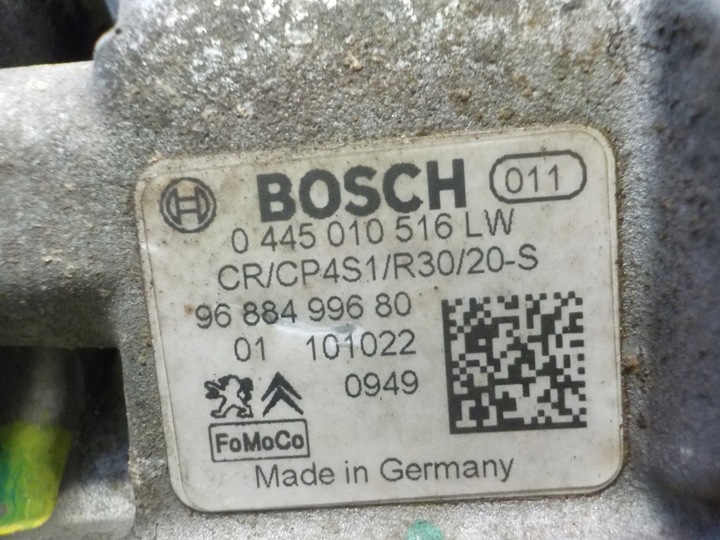 BOSCH 011
0 445 010 516 LW
CR/CP4S1/R30/20-S
96 884 996 80
01 101022
0949
FoMoCo
Made in Germany